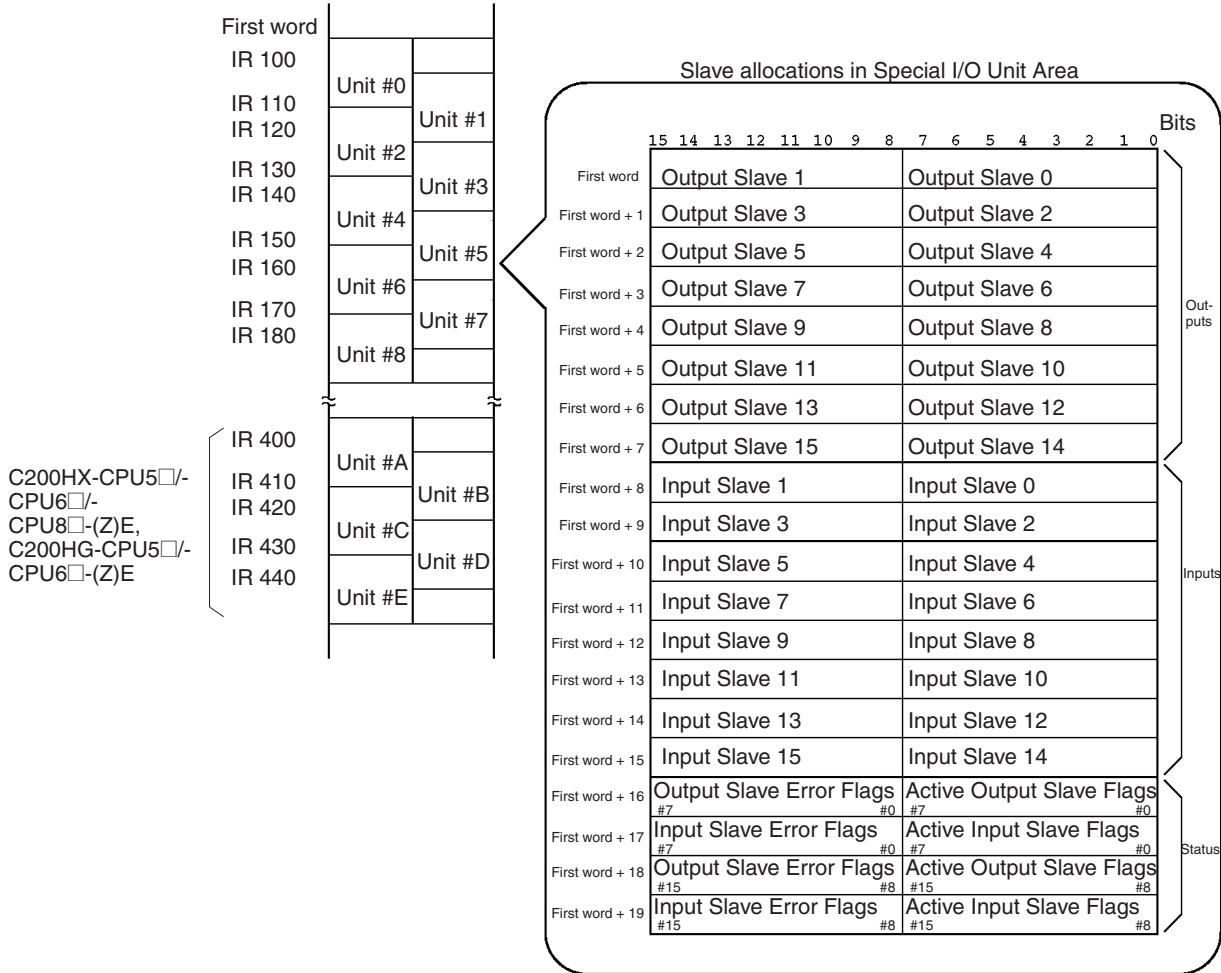 First word
IR 100
IR 110
IR 120
IR 130
IR 140
IR 150
IR 160
IR 170
IR 180
Unit #0
Unit #1
Unit #2
Unit #3
Unit #4
Unit #5
Unit #6
Unit #7
Unit #8
C200HX-CPU5□/-
CPU6□/-
CPU8□-(Z)E,
C200HG-CPU5□/-
CPU6□-(Z)E
IR 400
IR 410
IR 420
IR 430
IR 440
Unit #A
Unit #B
Unit #C
Unit #D
Unit #E
Slave allocations in Special I/O Unit Area
Bits
15 14 13 12 11 10 9 8 7 6 5 4 3 2 1 0
First word Output Slave 1 Output Slave 0
First word + 1 Output Slave 3 Output Slave 2
First word + 2 Output Slave 5 Output Slave 4
First word + 3 Output Slave 7 Output Slave 6
First word + 4 Output Slave 9 Output Slave 8
First word + 5 Output Slave 11 Output Slave 10
First word + 6 Output Slave 13 Output Slave 12
First word + 7 Output Slave 15 Output Slave 14
Out-
puts
First word + 8 Input Slave 1 Input Slave 0
First word + 9 Input Slave 3 Input Slave 2
First word + 10 Input Slave 5 Input Slave 4
First word + 11 Input Slave 7 Input Slave 6
First word + 12 Input Slave 9 Input Slave 8
First word + 13 Input Slave 11 Input Slave 10
First word + 14 Input Slave 13 Input Slave 12
First word + 15 Input Slave 15 Input Slave 14
Inputs
First word + 16 Output Slave Error Flags Active Output Slave Flags
#7 #0 #7 #0
First word + 17 Input Slave Error Flags Active Input Slave Flags
#7 #0 #7 #0
First word + 18 Output Slave Error Flags Active Output Slave Flags
#15 #8 #15 #8
First word + 19 Input Slave Error Flags Active Input Slave Flags
#15 #8 #15 #8
Status